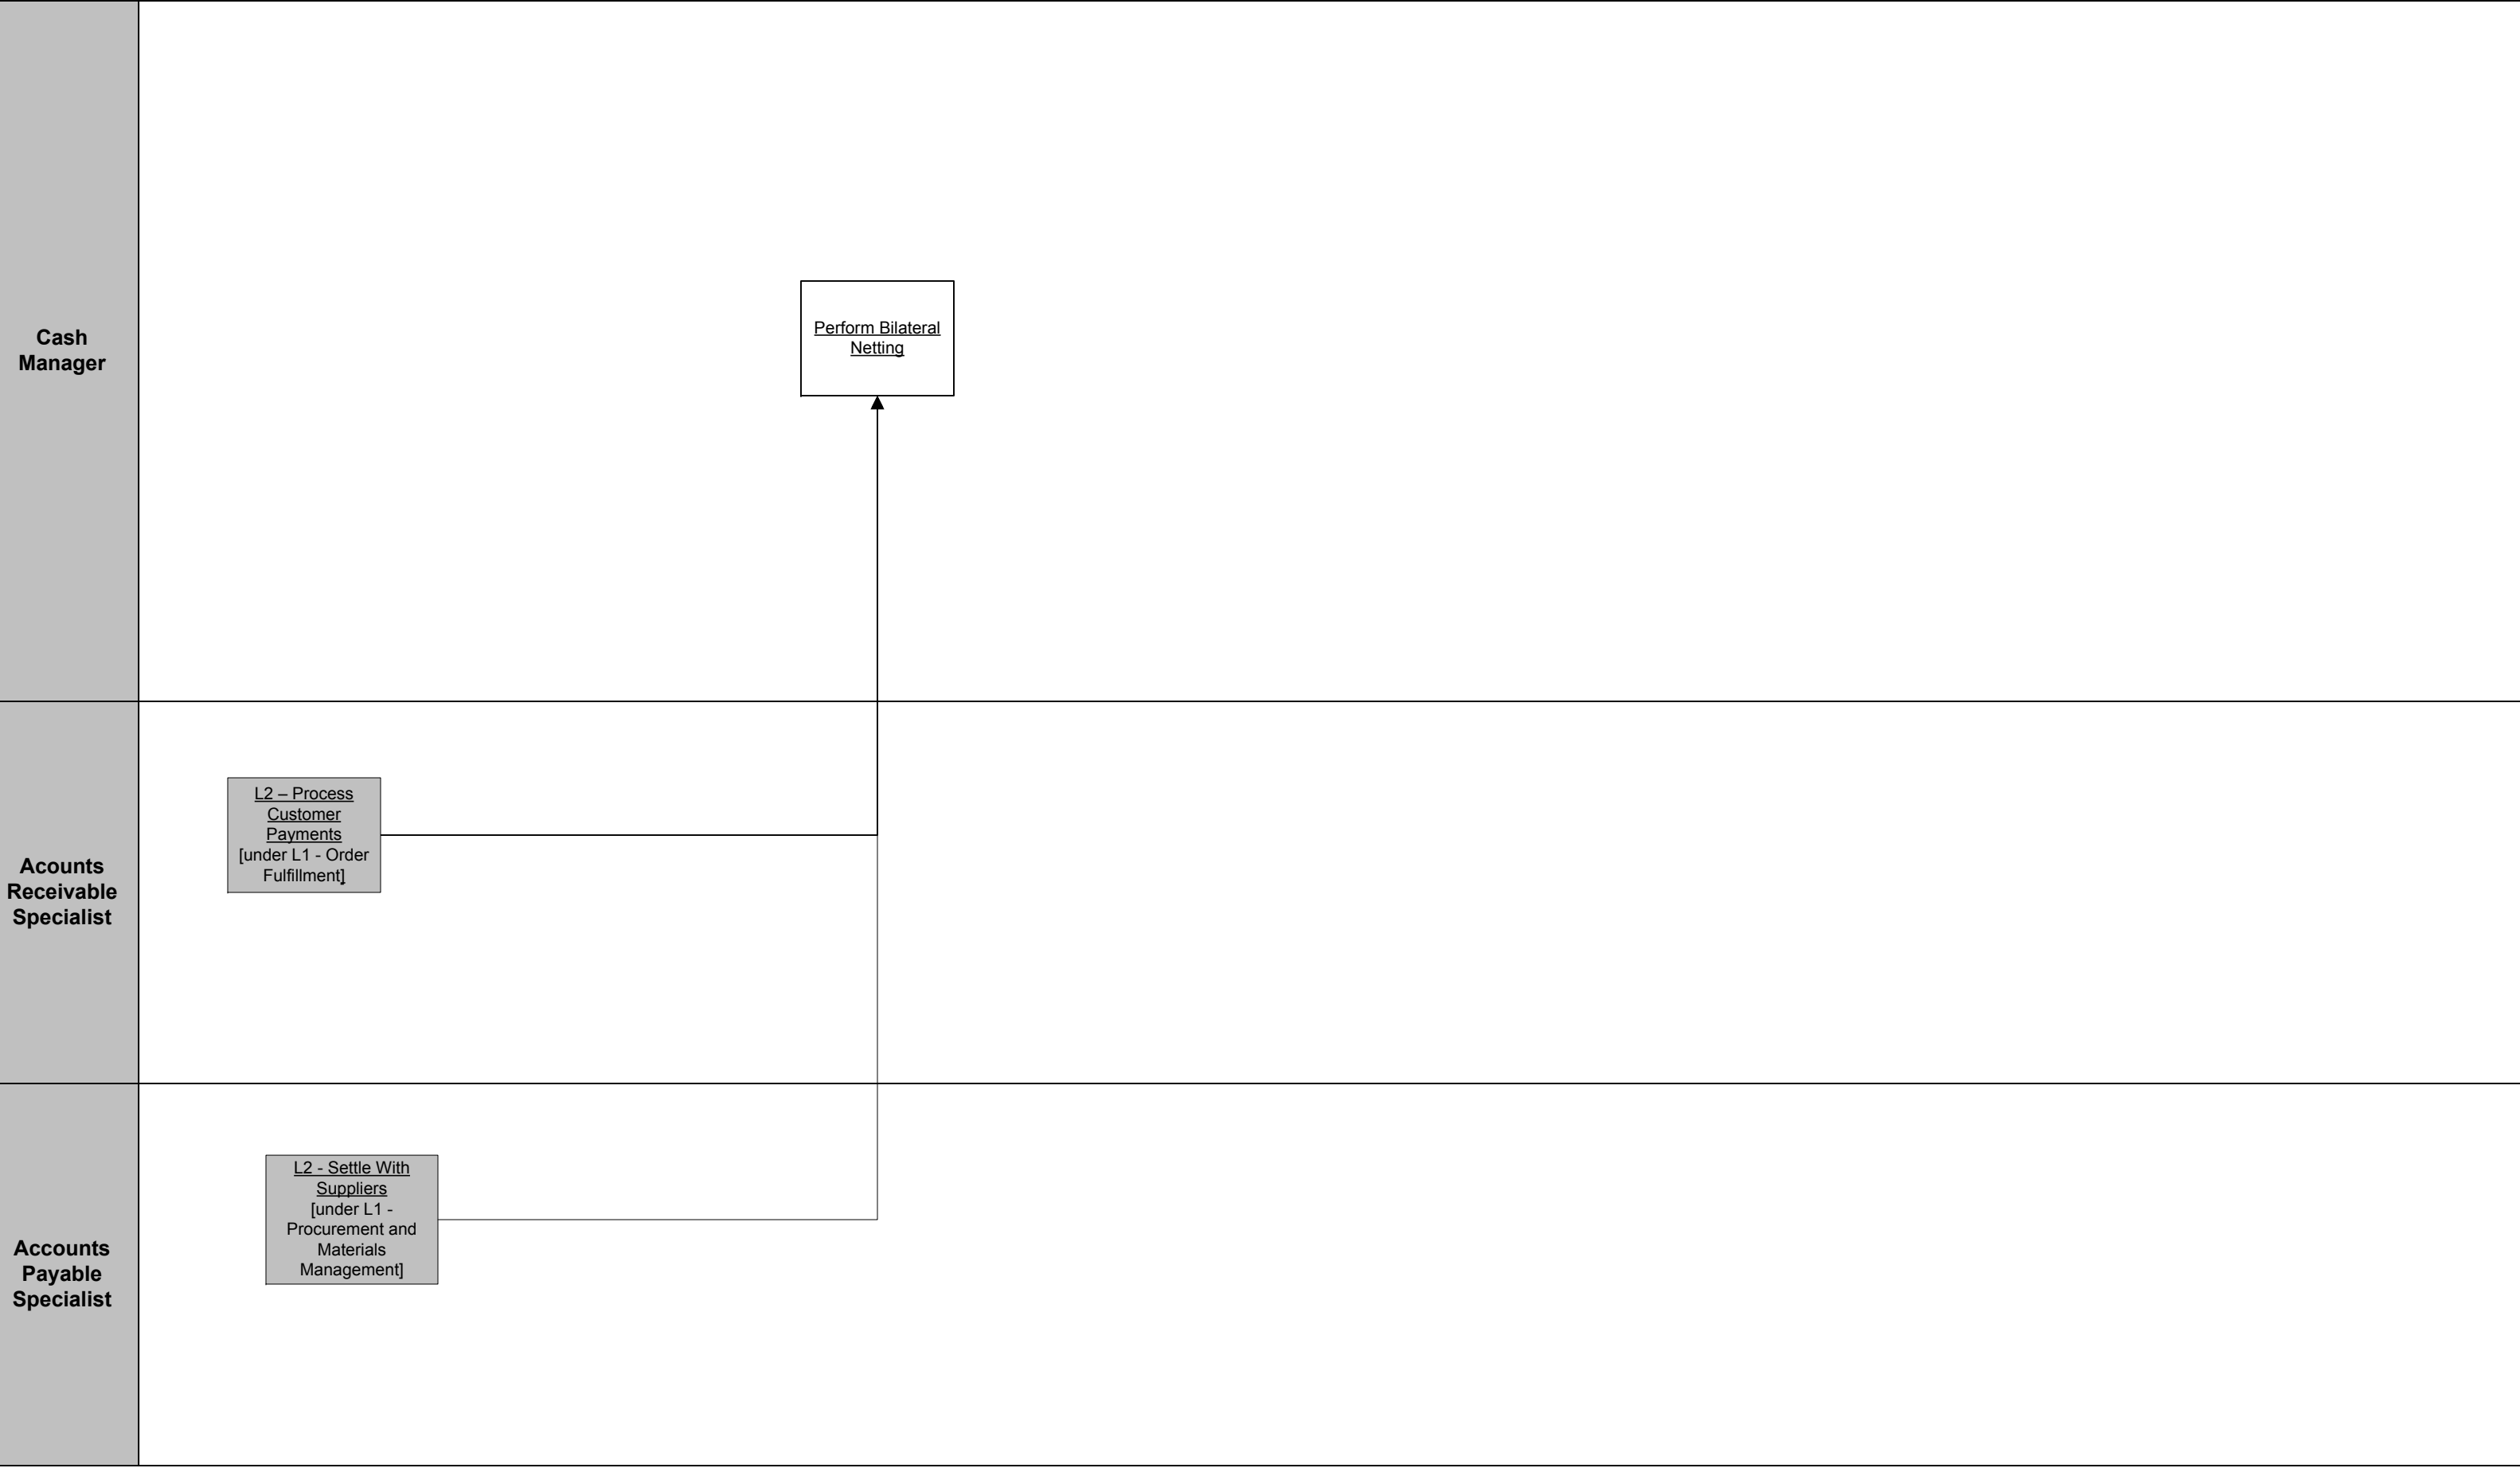 Cash
Manager
Perform Bilateral
Netting
Acounts
Receivable
Specialist
L2 – Process
Customer
Payments
[under L1 - Order
Fulfillment]
Accounts
Payable
Specialist
L2 - Settle With
Suppliers
[under L1 -
Procurement and
Materials
Management]